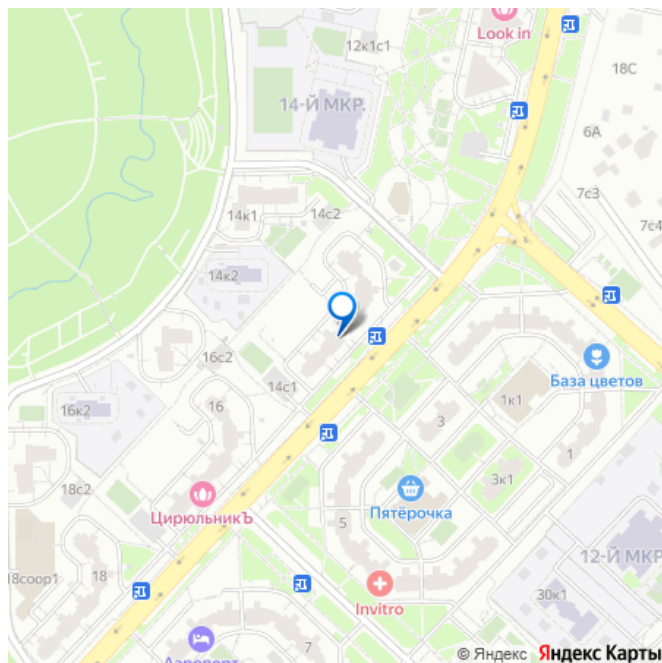 Look in
12к1с1
18С
14-Й МКР.
6А
7с3
14к1
14с2
7с4
14к2
16с2
База цветов
14с1
1к1
16к2
16
3
1
3к1
18с2
ЦирюльникЪ
Пятёрочка
5
12-Й МКР
18соор1
18
Invitro
30к1
7
Аэропорт
© Яндекс Яндекс Карты